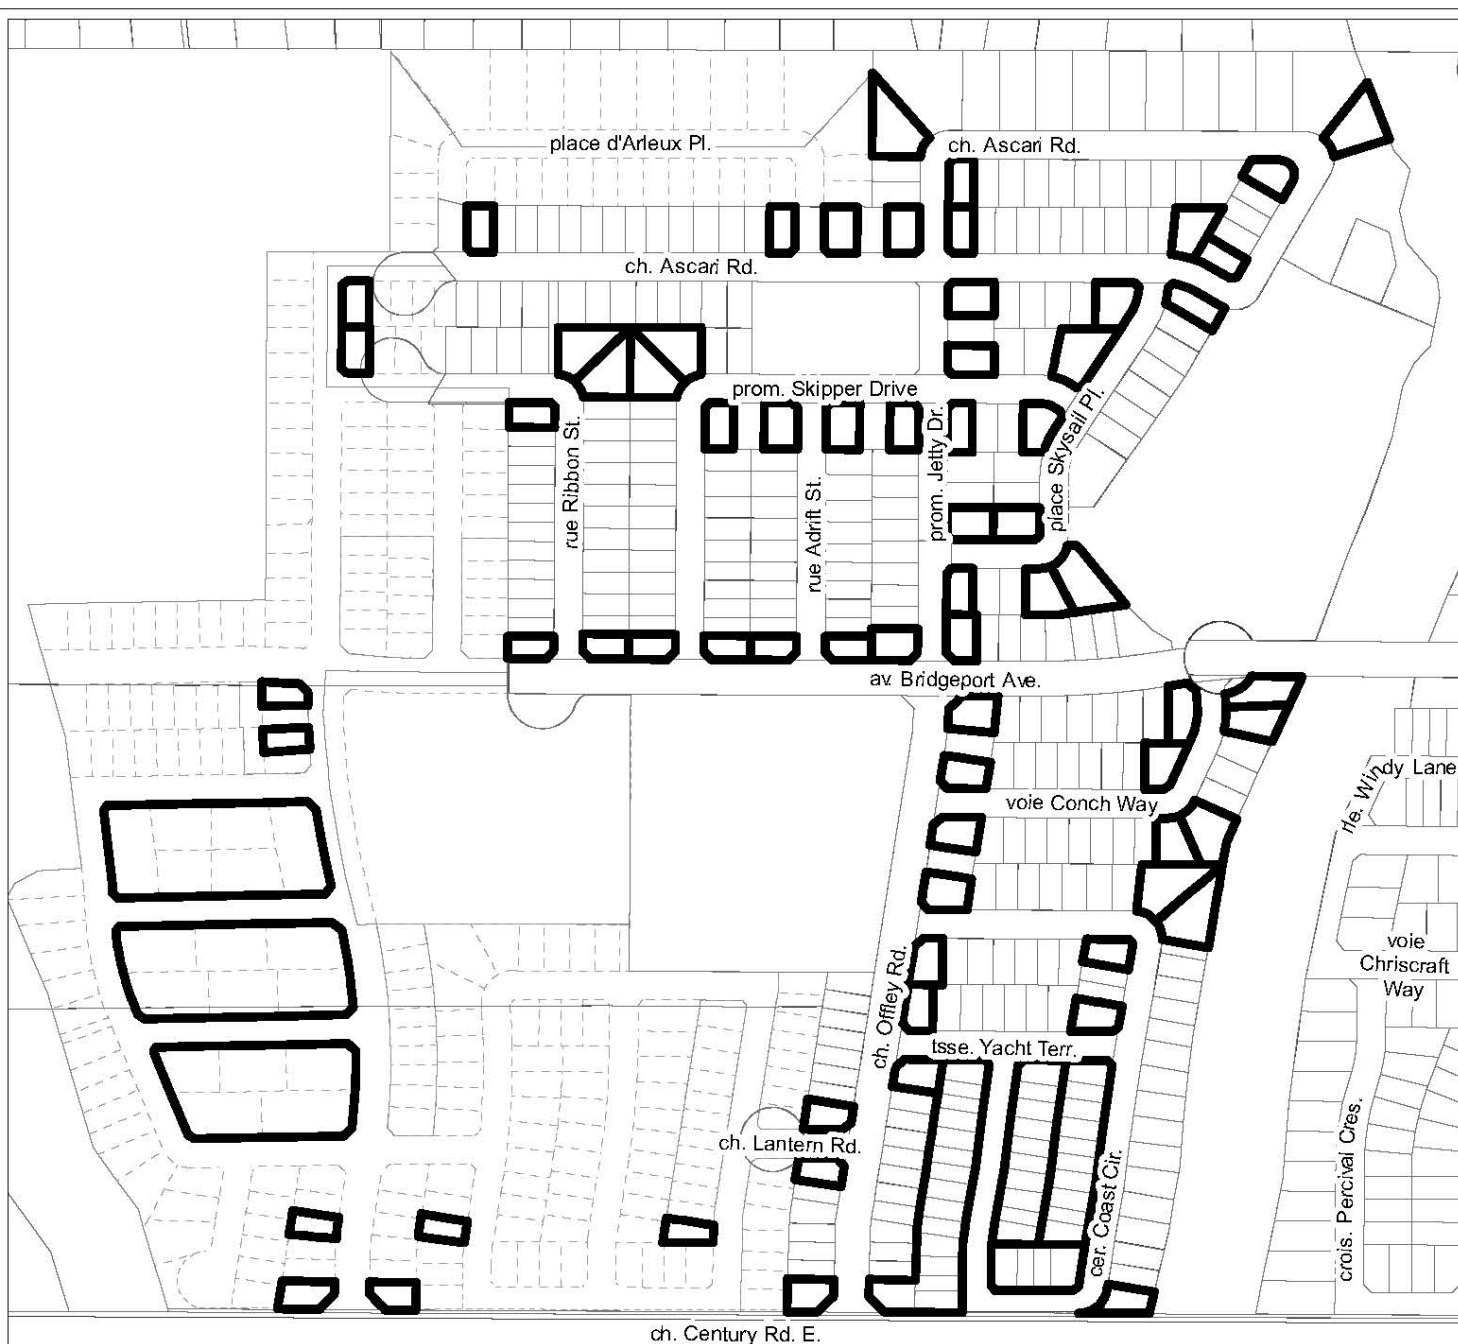 place d'Arleux Pl.
ch. Ascari Rd.
ch. Ascari Rd.
prom. Skipper Drive
rue Ribbon St.
rue Adrift St.
prom. Jetty Dr.
place Skysail Pl.
av. Bridgeport Ave.
voie Conch Way
rle. Windy Lane
voie
Chriscraft
Way
ch. Offley Rd.
tsse. Yacht Terr.
ch. Lantern Rd.
cer. Coast Cir.
crois. Percival Cres.
ch. Century Rd. E.